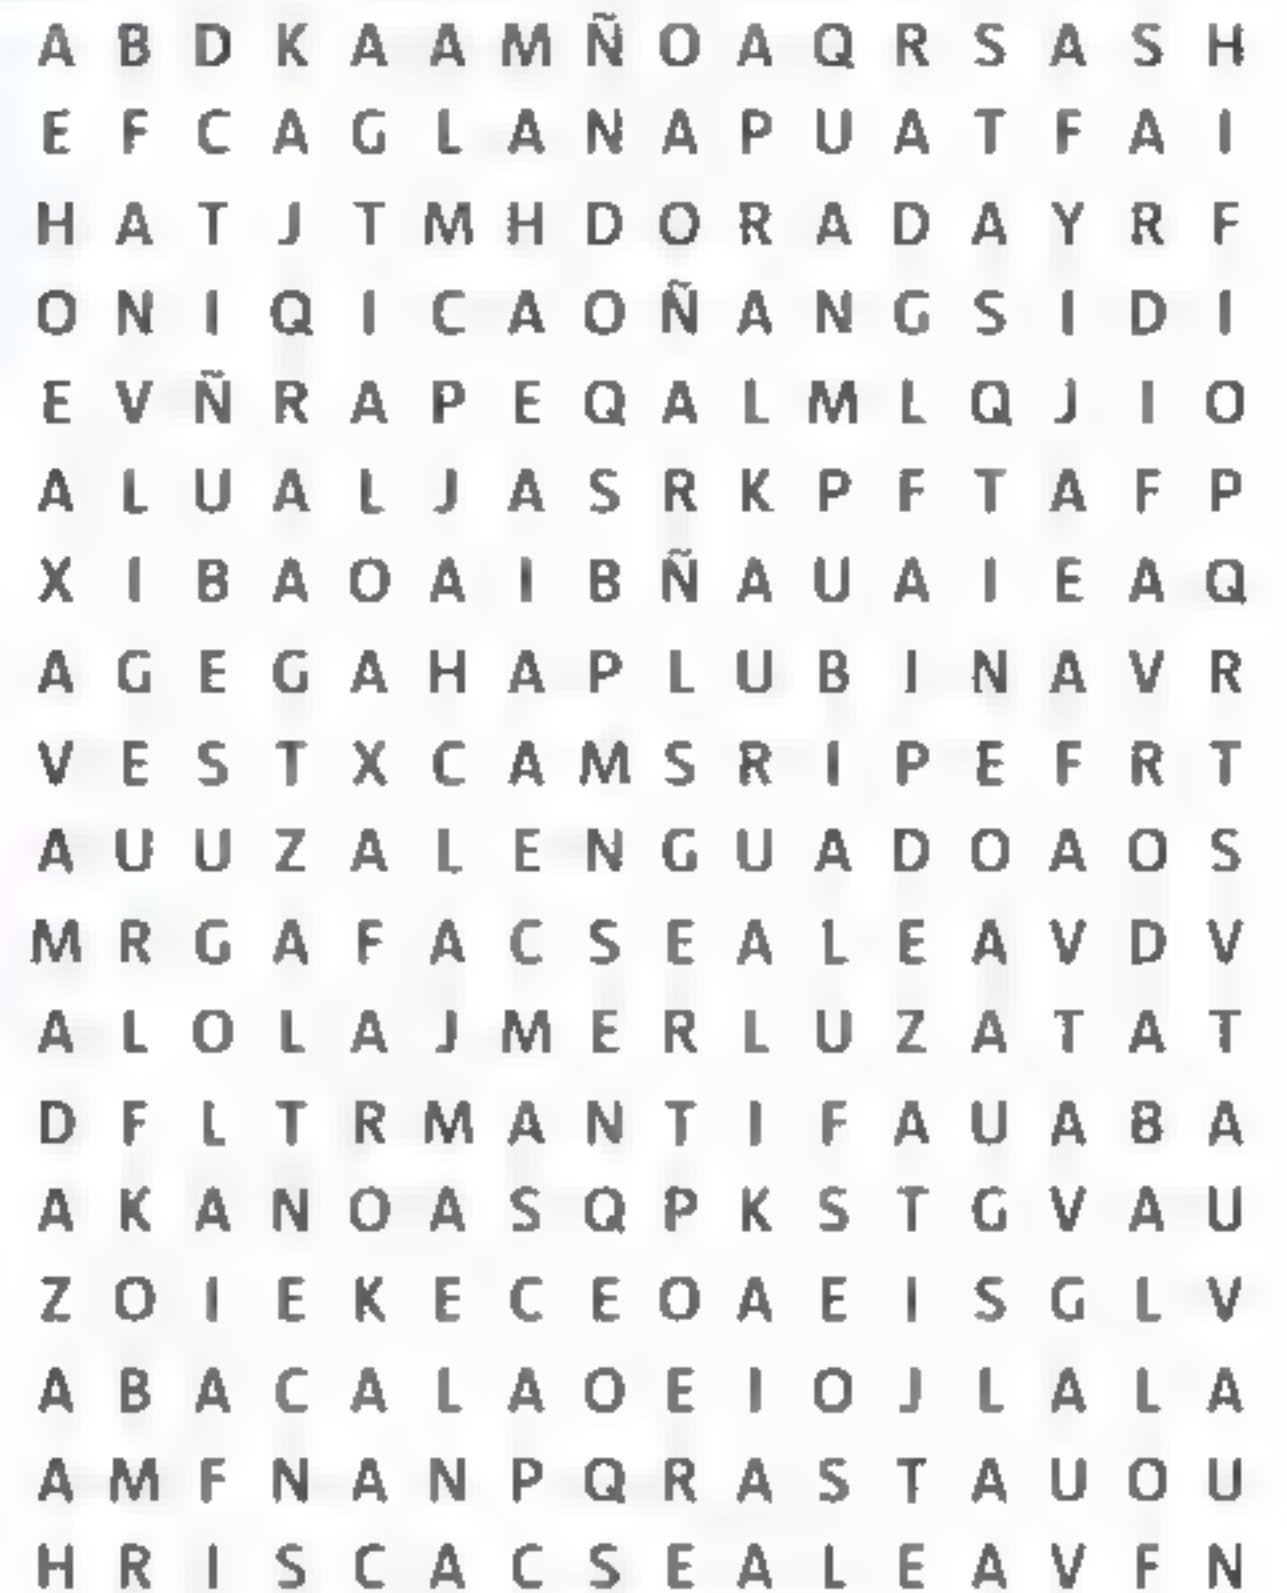 A B D K A A M Ñ O A Q R S A S H
E F C A G L A N A P U A T F A I
H A T J T M H D O R A D A Y R F
O N I Q I C A O Ñ A N G S I D I
E V Ñ R A P E Q A L M L Q J I O
A L U A L J A S R K P F T A F P
X I B A O A I B Ñ A U A I E A Q
A G E G A H A P L U B I N A V R
V E S T X C A M S R I P E F R T
A U U Z A L E N G U A D O A O S
M R G A F A C S E A L E A V D V
A L O L A J M E R L U Z A T A T
D F L T R M A N T I F A U A B A
A K A N O A S Q P K S T G V A U
Z O I E K E C E O A E I S G L V
A B A C A L A O E I O J L A L A
A M F N A N P Q R A S T A U O U
H R I S C A C S E A L E A V F N